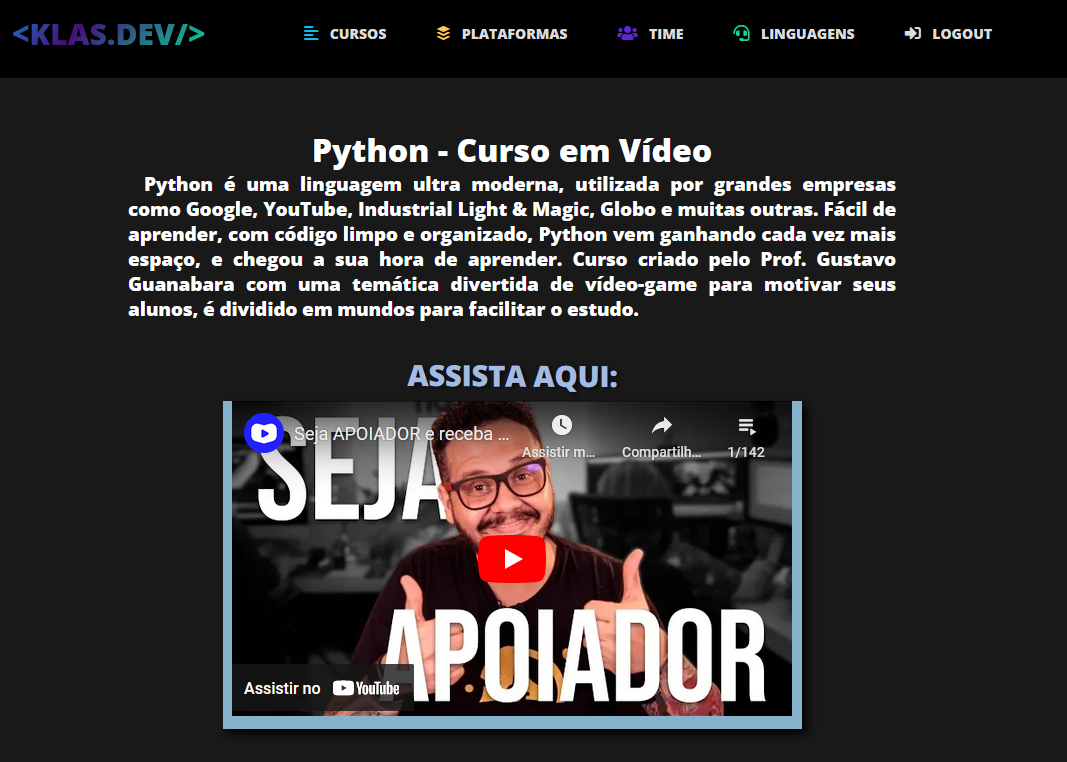 <KLAS.DEV/>
CURSOS
PLATAFORMAS
TIME
LINGUAGENS
LOGOUT
Python - Curso em Vídeo
Python é uma linguagem ultra moderna, utilizada por grandes empresas
como Google, YouTube, Industrial Light & Magic, Globo e muitas outras. Fácil de
aprender, com código limpo e organizado, Python vem ganhando cada vez mais
espaço, e chegou a sua hora de aprender. Curso criado pelo Prof. Gustavo
Guanabara com uma temática divertida de vídeo-game para motivar seus
alunos, é dividido em mundos para facilitar o estudo.
ASSISTA AQUI:
Seja APOIADOR e receba ...
Assistir m...
Compartilh...
1/142
SEJA
APOIADOR
Assistir no YouTube